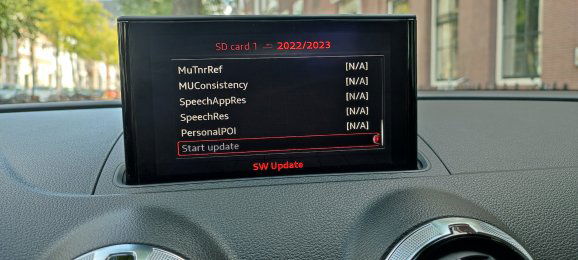 SD card 1 2022/2023
MuTnrRef [N/A]
MUConsistency [N/A]
SpeechAppRes [N/A]
SpeechRes [N/A]
PersonalPOI [N/A]
Start update
SW Update